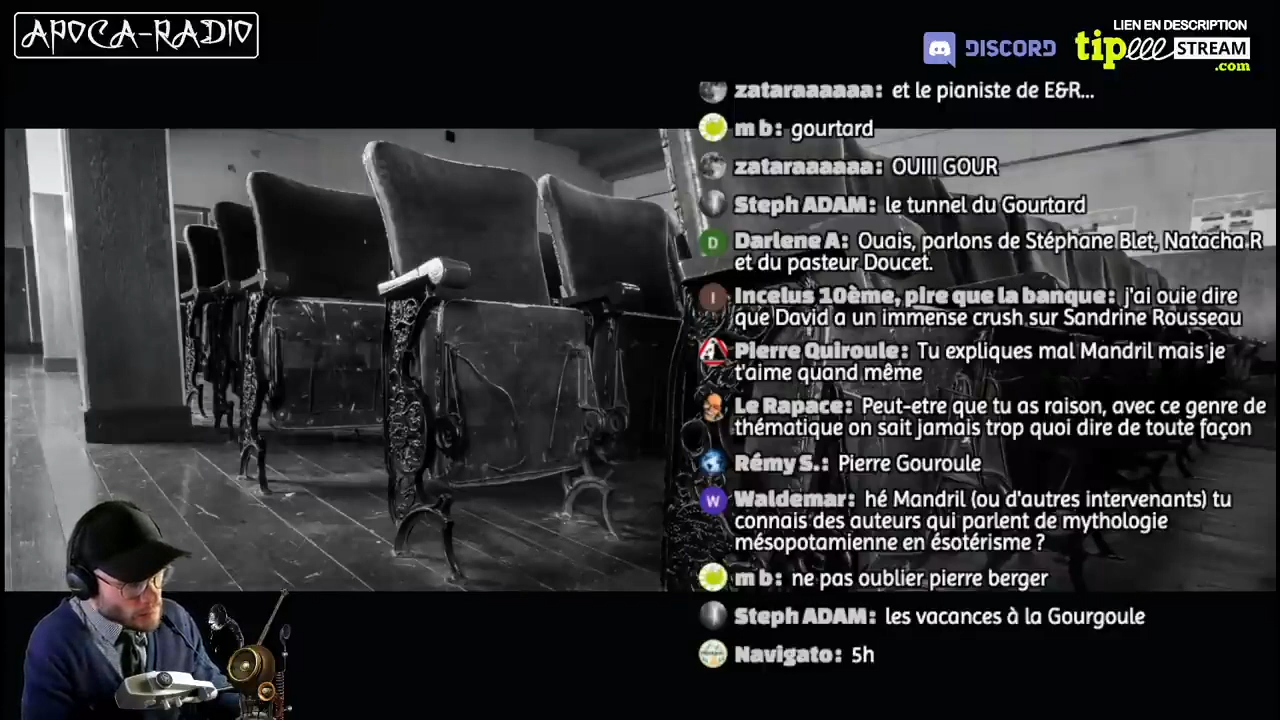 APOCA-RADIO
LIEN EN DESCRIPTION
DISCORD
tipeee STREAM
.com
zataraaaaaa: et le pianiste de E&R...
m b: gourtard
zataraaaaaa: OUIII GOUR
Steph ADAM: le tunnel du Gourtard
D
Darlene A: Ouais, parlons de Stéphane Blet, Natacha R
et du pasteur Doucet.
I
Incelus 10ème, pire que la banque: j'ai ouie dire
que David a un immense crush sur Sandrine Rousseau
Pierre Quiroule: Tu expliques mal Mandril mais je
t'aime quand même
Le Rapace: Peut-etre que tu as raison, avec ce genre de
thématique on sait jamais trop quoi dire de toute façon
Rémy S.: Pierre Gouroule
W
Waldemar: hé Mandril (ou d'autres intervenants) tu
connais des auteurs qui parlent de mythologie
mésopotamienne en ésotérisme ?
m b: ne pas oublier pierre berger
Steph ADAM: les vacances à la Gourgoule
Navigato: 5h